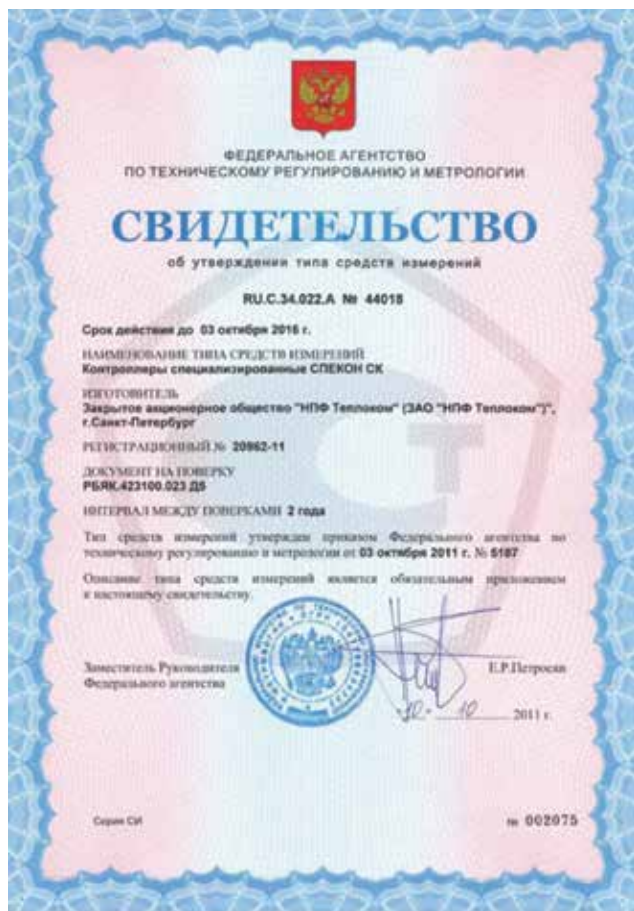 ФЕДЕРАЛЬНОЕ АГЕНТСТВО
ПО ТЕХНИЧЕСКОМУ РЕГУЛИРОВАНИЮ И МЕТРОЛОГИИ
СВИДЕТЕЛЬСТВО
об утверждении типа средств измерений
RU.C.34.022.A № 44018
Срок действия до 03 октября 2016 г.
НАИМЕНОВАНИЕ ТИПА СРЕДСТВ ИЗМЕРЕНИЙ
Контроллеры специализированные СПЕКОН СК
ИЗГОТОВИТЕЛЬ
Закрытое акционерное общество "НПФ Теплоком" (ЗАО "НПФ Теплоком")",
г.Санкт-Петербург
РЕГИСТРАЦИОННЫЙ № 20862-11
ДОКУМЕНТ НА ПОВЕРКУ
РБЯК.423100.023 Д5
ИНТЕРВАЛ МЕЖДУ ПОВЕРКАМИ 2 года
Тип средств измерений утвержден приказом Федерального агентства по
техническому регулированию и метрологии от 03 октября 2011 г. № 5187
Описание типа средств измерений является обязательным приложением
к настоящему свидетельству.
Заместитель Руководителя
Федерального агентства
Е.Р.Петросян
10 2011 г.
Серия СИ
№ 002075